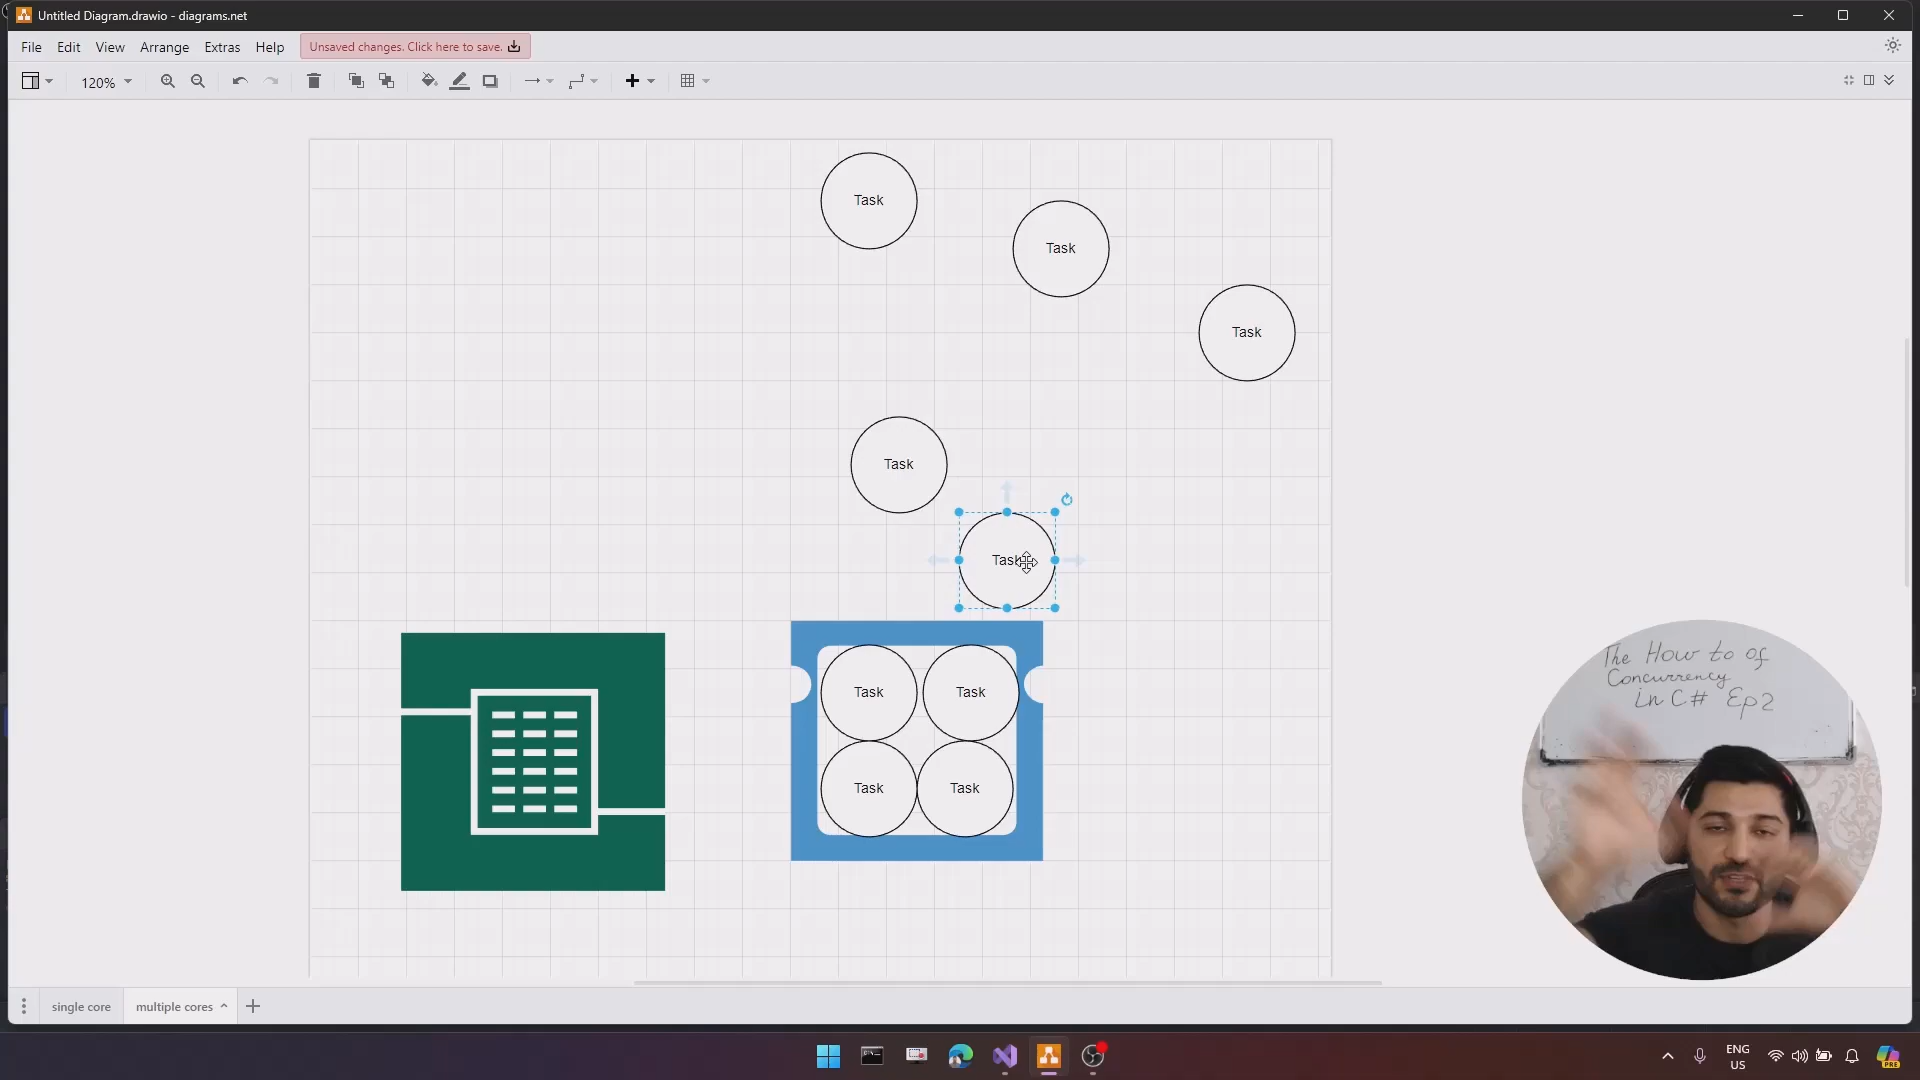 Untitled Diagram.drawio - diagrams.net
File Edit View Arrange Extras Help Unsaved changes. Click here to save.
120%
Task
Task
Task
Task
Task
Task Task
Task Task
The How to of
Concurrency
in C# Ep2
single core multiple cores
ENG
US
PRE